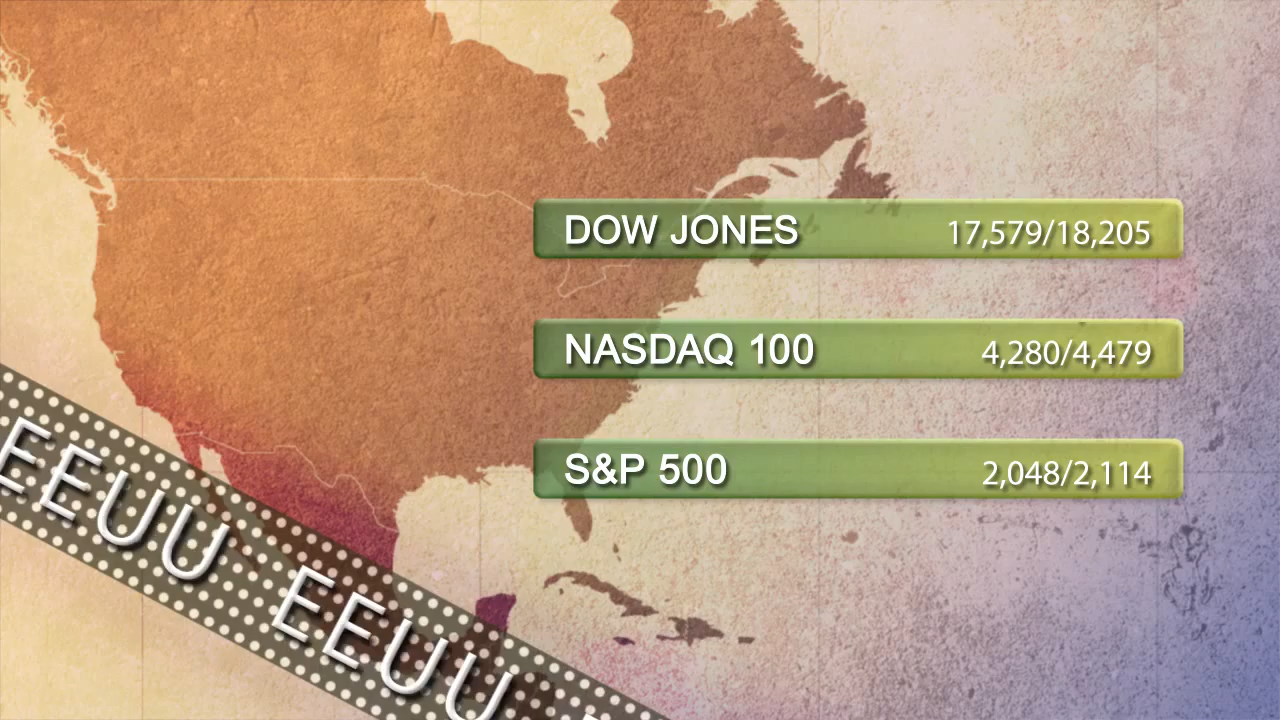 DOW JONES 17,579/18,205
NASDAQ 100 4,280/4,479
S&P 500 2,048/2,114
EEUU EEUU